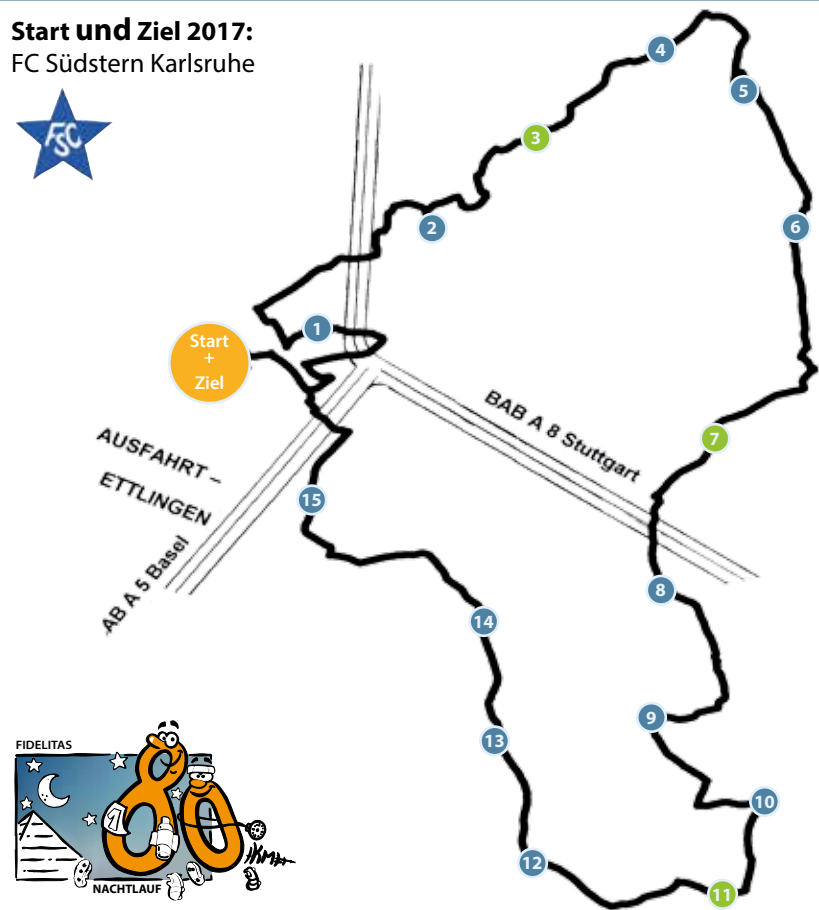 Start und Ziel 2017:
FC Südstern Karlsruhe
FSC
4
5
3
2
6
1
Start
+
Ziel
BAB A 8 Stuttgart
AUSFAHRT –
ETTLINGEN
AB A 5 Basel
7
15
8
14
9
13
10
12
11
FIDELITAS
80
KM
NACHTLAUF